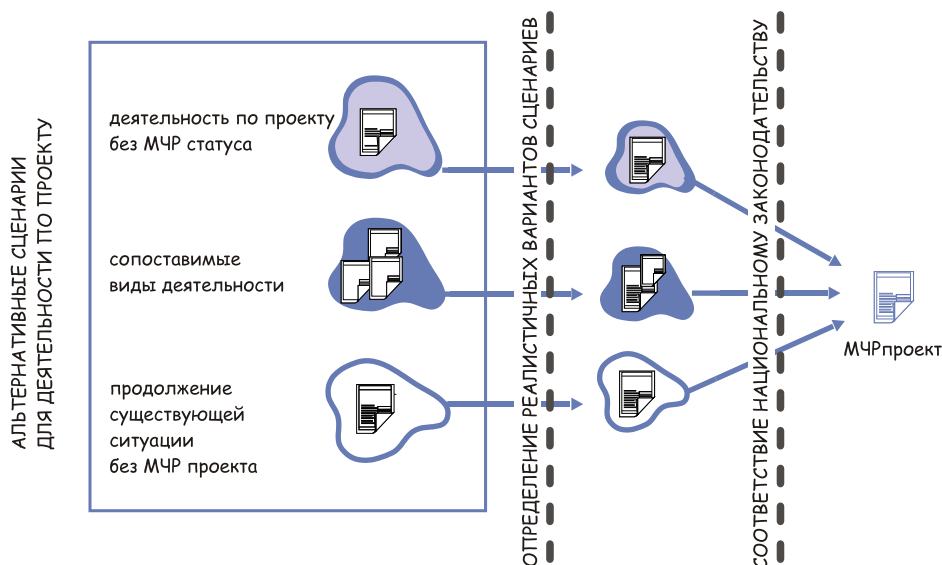 АЛЬТЕРНАТИВНЫЕ СЦЕНАРИИ
ДЛЯ ДЕЯТЕЛЬНОСТИ ПО ПРОЕКТУ
деятельность по проекту
без МЧР статуса
сопоставимые
виды деятельности
продолжение
существующей
ситуации
без МЧР проекта
ОПРЕДЕЛЕНИЕ РЕАЛИСТИЧНЫХ ВАРИАНТОВ СЦЕНАРИЕВ
СООТВЕТСТВИЕ НАЦИОНАЛЬНОМУ ЗАКОНОДАТЕЛЬСТВУ
МЧРпроект